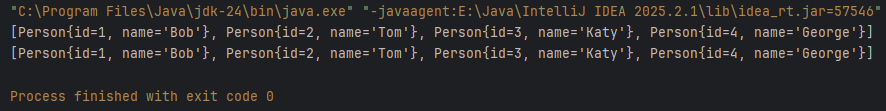 "C:\Program Files\Java\jdk-24\bin\java.exe" "-javaagent:E:\Java\IntelliJ IDEA 2025.2.1\lib\idea_rt.jar=57546"
[Person{id=1, name='Bob'}, Person{id=2, name='Tom'}, Person{id=3, name='Katy'}, Person{id=4, name='George'}]
[Person{id=1, name='Bob'}, Person{id=2, name='Tom'}, Person{id=3, name='Katy'}, Person{id=4, name='George'}]
Process finished with exit code 0